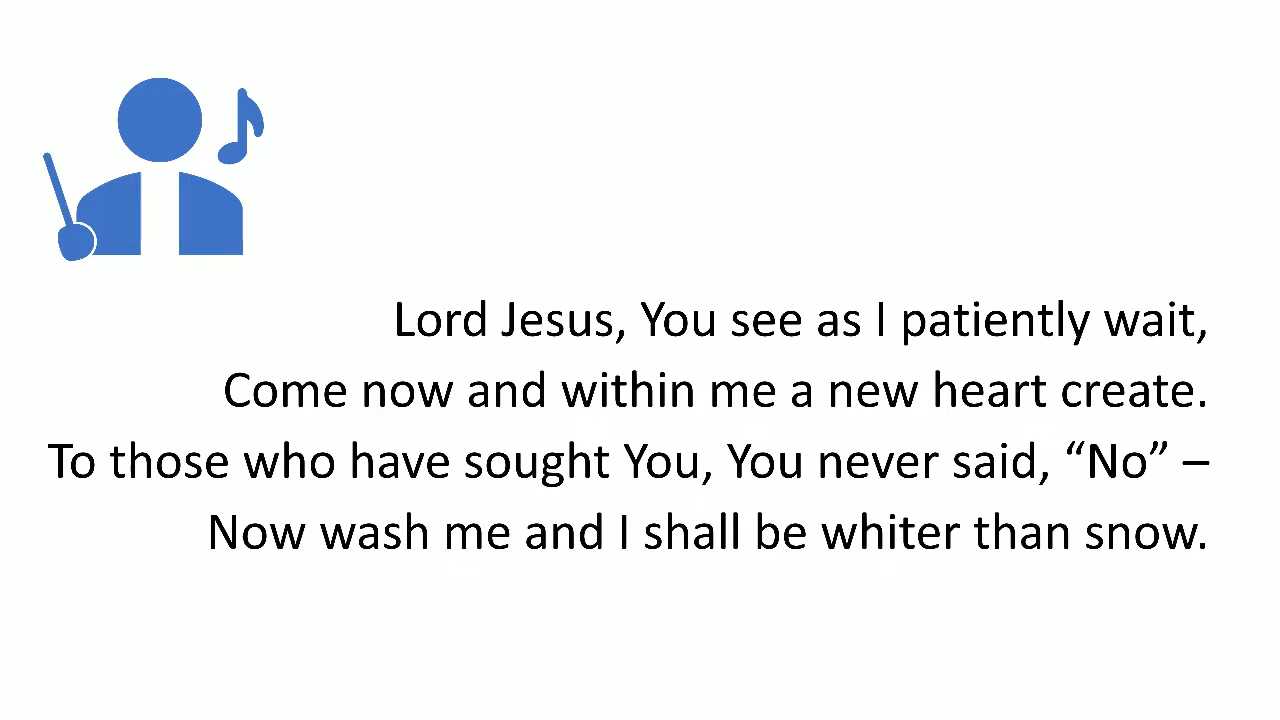 Lord Jesus, You see as I patiently wait,
Come now and within me a new heart create.
To those who have sought You, You never said, “No” –
Now wash me and I shall be whiter than snow.